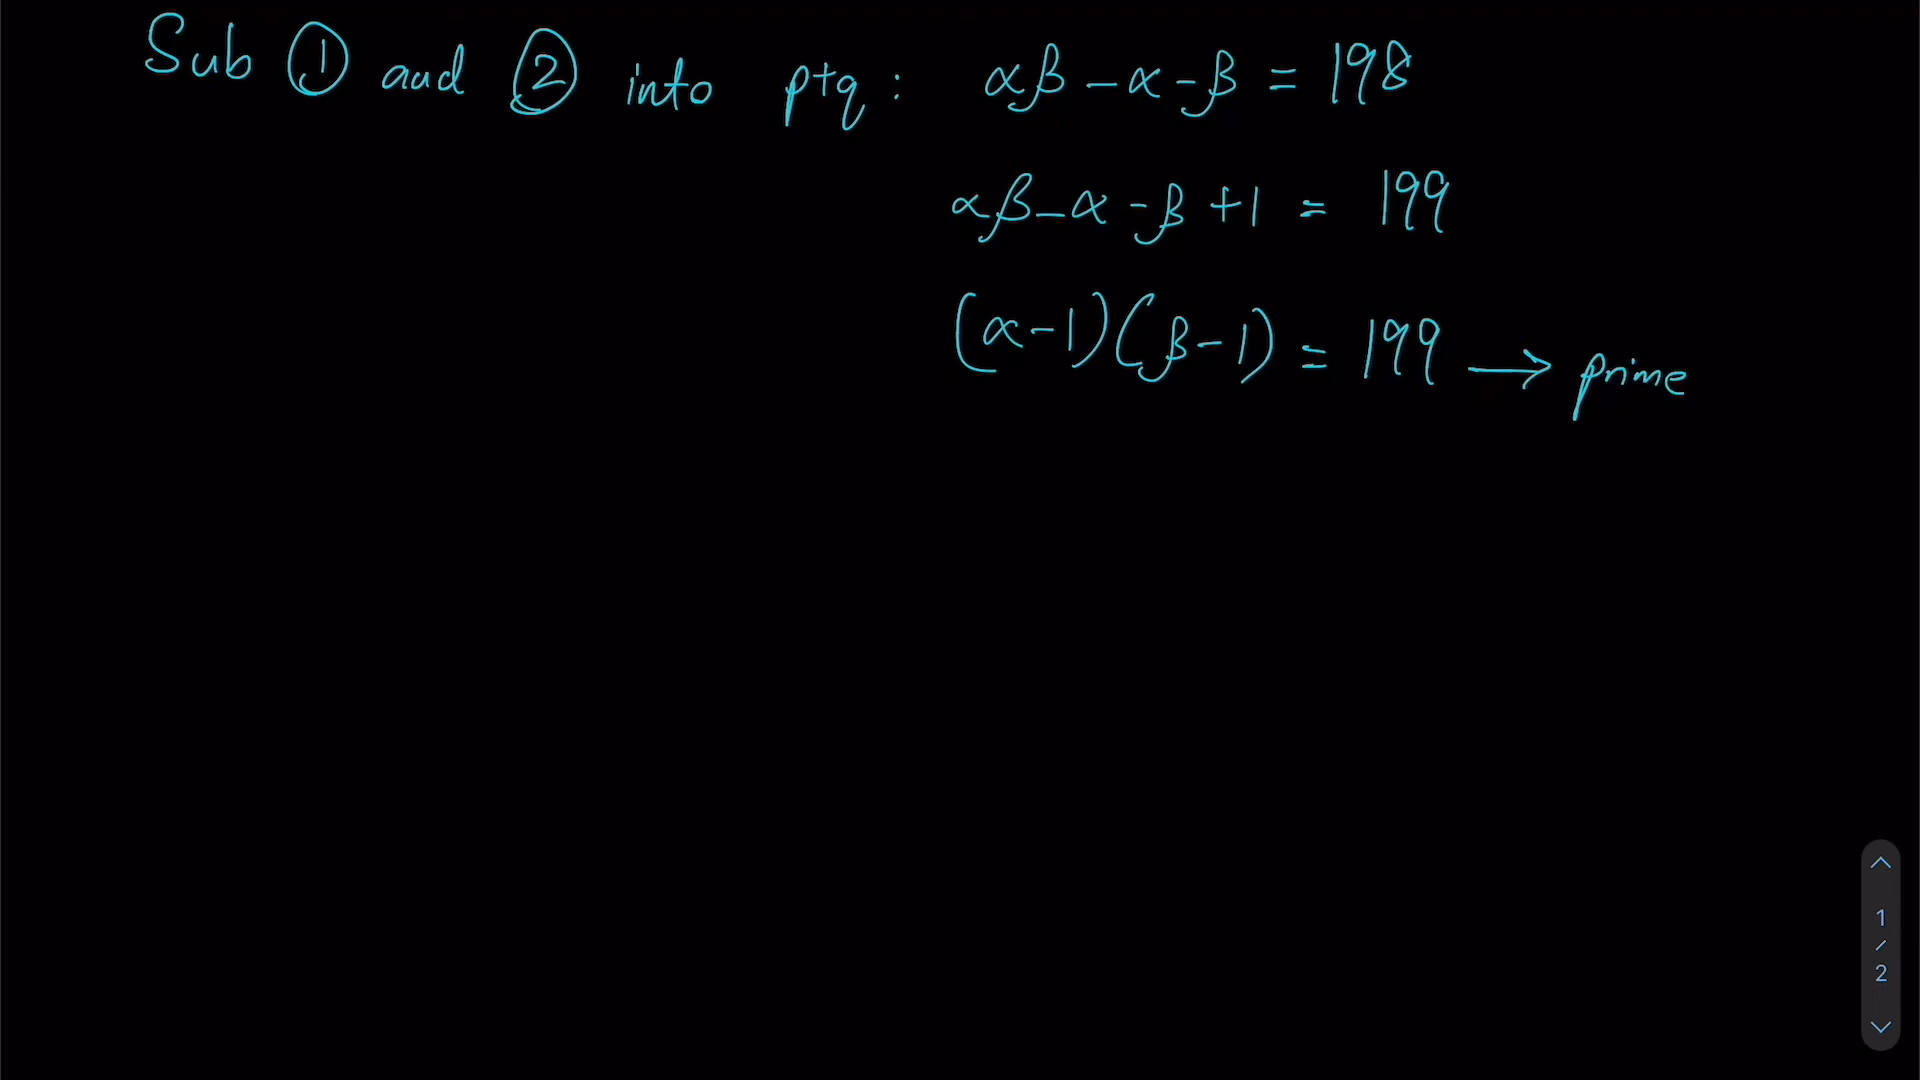 Sub ① and ② into p+q: αβ - α - β = 198
αβ - α - β + 1 = 199
(α-1)(β-1) = 199 → prime
1
/
2